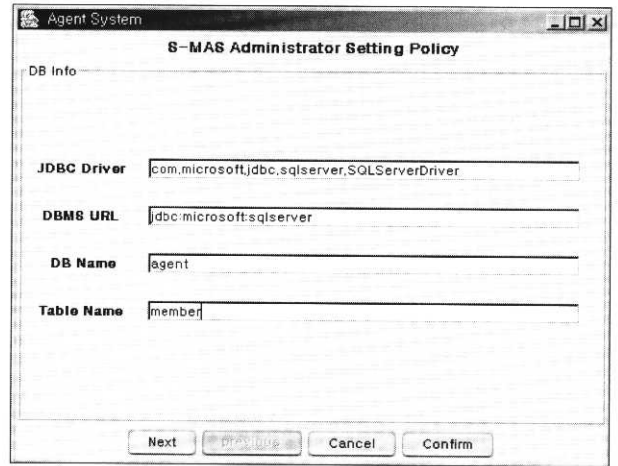 Agent System
S-MAS Administrator Setting Policy
DB Info
JDBC Driver com,microsoft,jdbc,sqlserver,SQLServerDriver
DBMS URL jdbc:microsoft:sqlserver
DB Name agent
Table Name member
Next Previous Cancel Confirm